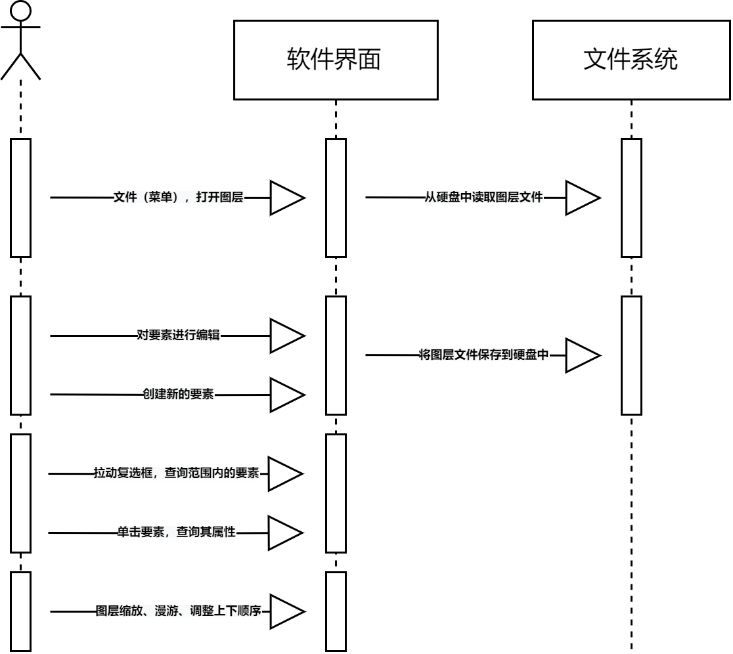 软件界面
文件系统
文件（菜单），打开图层
从硬盘中读取图层文件
对要素进行编辑
将图层文件保存到硬盘中
创建新的要素
拉动复选框，查询范围内的要素
单击要素，查询其属性
图层缩放、漫游、调整上下顺序